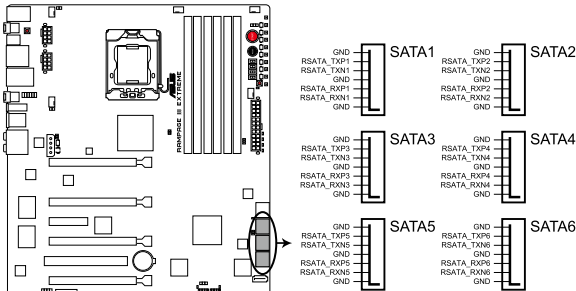 RAMPAGE III EXTREME
SATA1
GND
RSATA_TXP1
RSATA_TXN1
GND
RSATA_RXP1
RSATA_RXN1
GND
SATA2
GND
RSATA_TXP2
RSATA_TXN2
GND
RSATA_RXP2
RSATA_RXN2
GND
SATA3
GND
RSATA_TXP3
RSATA_TXN3
GND
RSATA_RXP3
RSATA_RXN3
GND
SATA4
GND
RSATA_TXP4
RSATA_TXN4
GND
RSATA_RXP4
RSATA_RXN4
GND
SATA5
GND
RSATA_TXP5
RSATA_TXN5
GND
RSATA_RXP5
RSATA_RXN5
GND
SATA6
GND
RSATA_TXP6
RSATA_TXN6
GND
RSATA_RXP6
RSATA_RXN6
GND